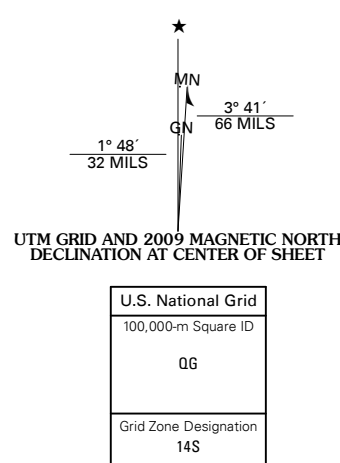 ★
MN
3° 41´
66 MILS
GN
1° 48´
32 MILS
UTM GRID AND 2009 MAGNETIC NORTH
DECLINATION AT CENTER OF SHEET
U.S. National Grid
100,000-m Square ID
QG
Grid Zone Designation
14S